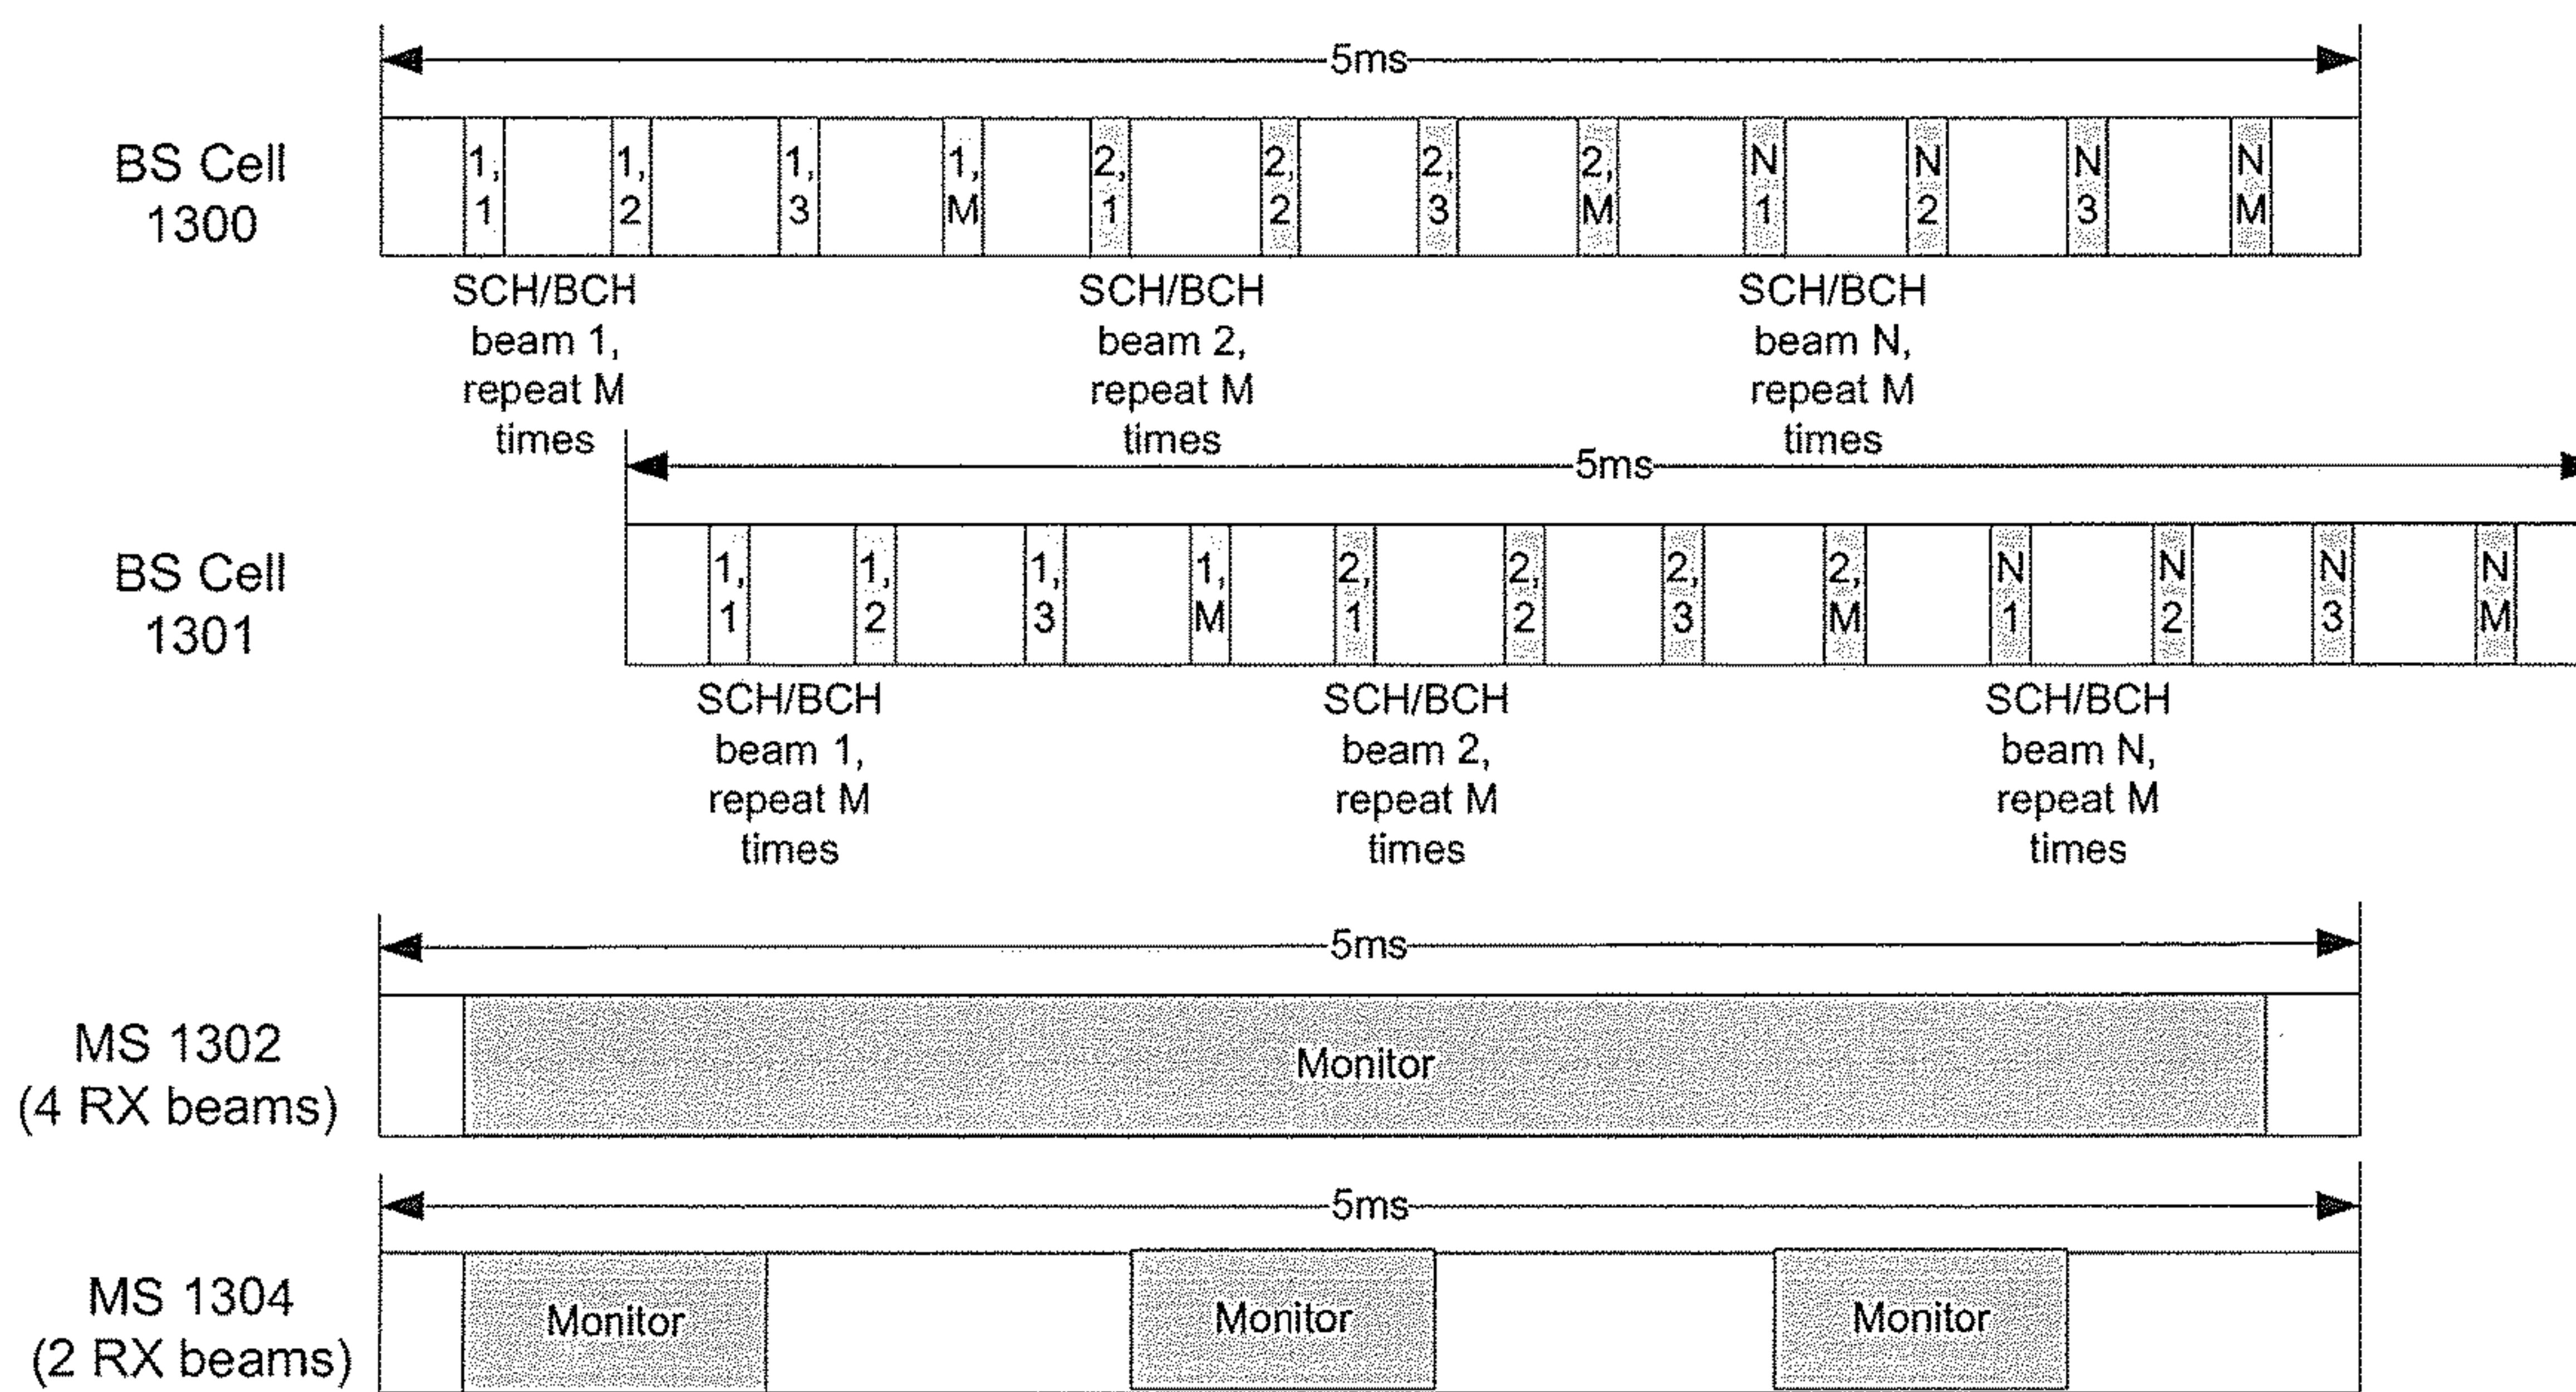 5ms
BS Cell
1300
1, 1, 1, 1, 2, 2, 2, 2, N N N N
1 2 3 M 1 2 3 M 1 2 3 M
SCH/BCH
beam 1,
repeat M
times
SCH/BCH
beam 2,
repeat M
times
SCH/BCH
beam N,
repeat M
times
5ms
BS Cell
1301
1, 1, 1, 1, 2, 2, 2, 2, N N N N
1 2 3 M 1 2 3 M 1 2 3 M
SCH/BCH
beam 1,
repeat M
times
SCH/BCH
beam 2,
repeat M
times
SCH/BCH
beam N,
repeat M
times
5ms
MS 1302
(4 RX beams)
Monitor
5ms
MS 1304
(2 RX beams)
Monitor
Monitor
Monitor